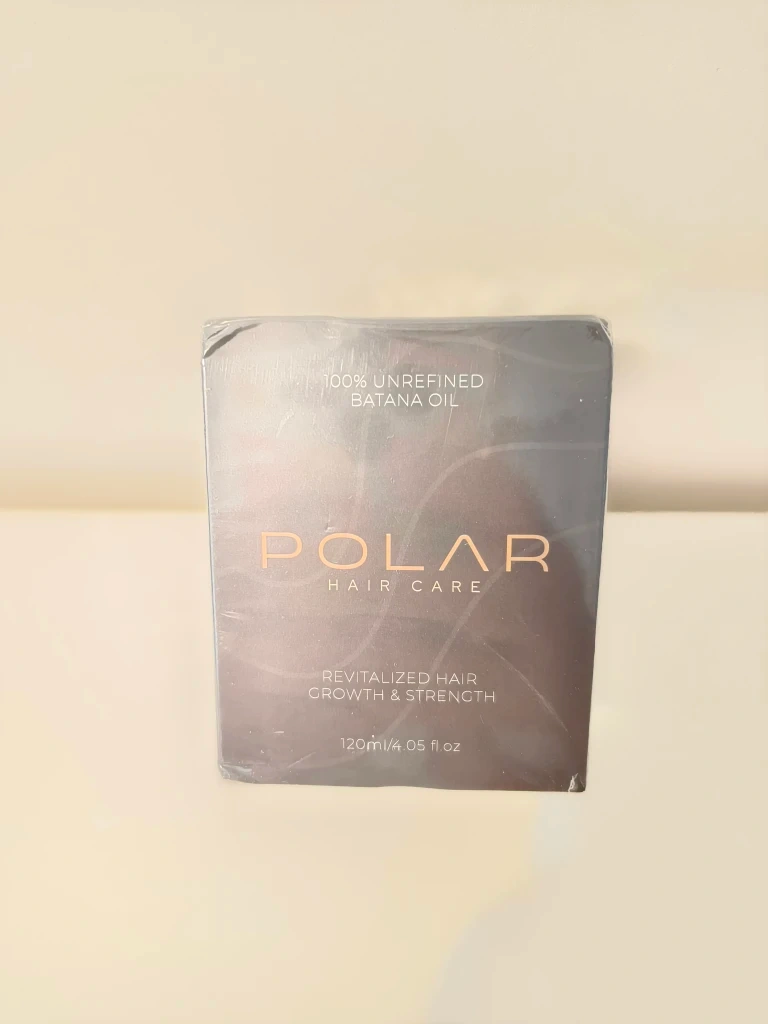 100% UNREFINED
BATANA OIL
POLAR
HAIR CARE
REVITALIZED HAIR
GROWTH & STRENGTH
120ml/4.05 fl.oz